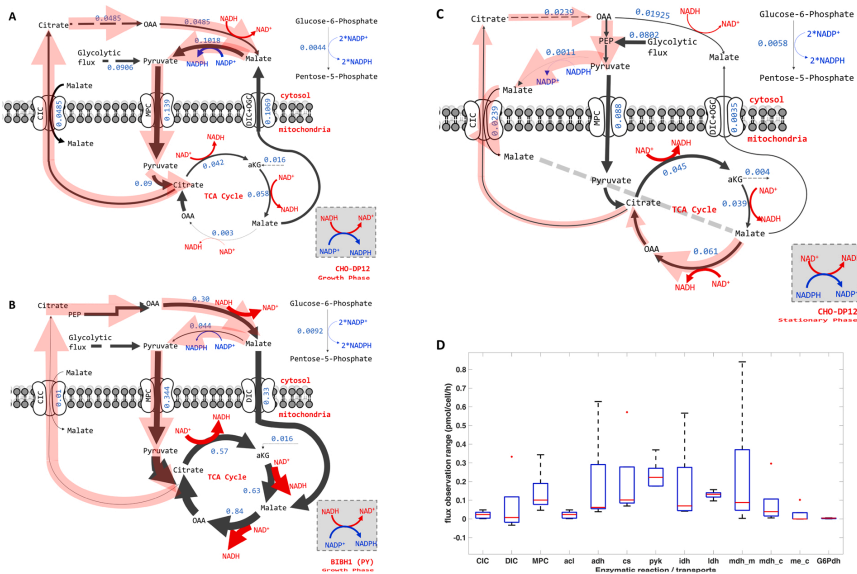 A
Citrate
0.0485
OAA
0.0485
NADH
NAD⁺
Glucose-6-Phosphate
0.0044
2*NADP⁺
2*NADPH
Pentose-5-Phosphate
Glycolytic
flux
0.0906
Pyruvate
0.1018
NADPH
NADP⁺
Malate
Malate
CIC
0.0485
MPC
0.139
DIC+OGC
0.1069
cytosol
mitochondria
Malate
Pyruvate
0.09
NAD⁺
NADH
0.042
Citrate
aKG
0.016
TCA Cycle
0.058
NAD⁺
NADH
OAA
Malate
0.003
NADH
NAD⁺
NADH
NAD⁺
NADP⁺
NADPH
CHO-DP12
Growth Phase
B
Citrate
PEP
OAA
0.30
NADH
NAD⁺
Glucose-6-Phosphate
0.0092
2*NADP⁺
2*NADPH
Pentose-5-Phosphate
Glycolytic
flux
Pyruvate
0.044
NADPH
NADP⁺
Malate
Malate
CIC
0.01
MPC
0.344
DIC
0.33
cytosol
mitochondria
Malate
Pyruvate
NAD⁺
NADH
0.57
Citrate
aKG
0.016
TCA Cycle
NAD⁺
0.63
NADH
OAA
0.84
Malate
NAD⁺
NADH
NADH
NAD⁺
NADP⁺
NADPH
BIBH1 (PY)
Growth Phase
C
Citrate
0.0239
OAA
0.01925
NADH
NAD⁺
Glucose-6-Phosphate
0.0058
2*NADP⁺
2*NADPH
Pentose-5-Phosphate
PEP
0.0802
Glycolytic
flux
0.0011
Pyruvate
NADPH
NADP⁺
Malate
Malate
CIC
0.0239
MPC
0.088
DIC+OGC
0.0035
cytosol
mitochondria
Malate
NAD⁺
NADH
0.045
Pyruvate
Citrate
aKG
0.004
TCA Cycle
0.039
NAD⁺
NADH
Malate
OAA
0.061
NADH
NAD⁺
NAD⁺
NADH
NADPH
NADP⁺
CHO-DP12
Stationary Phase
D
flux observation range (pmol/cell/h)
0.8
0.7
0.6
0.5
0.4
0.3
0.2
0.1
0
-0.1
CIC DIC MPC acl adh cs pyk idh ldh mdh_m mdh_c me_c G6Pdh
Enzymatic reaction / transports